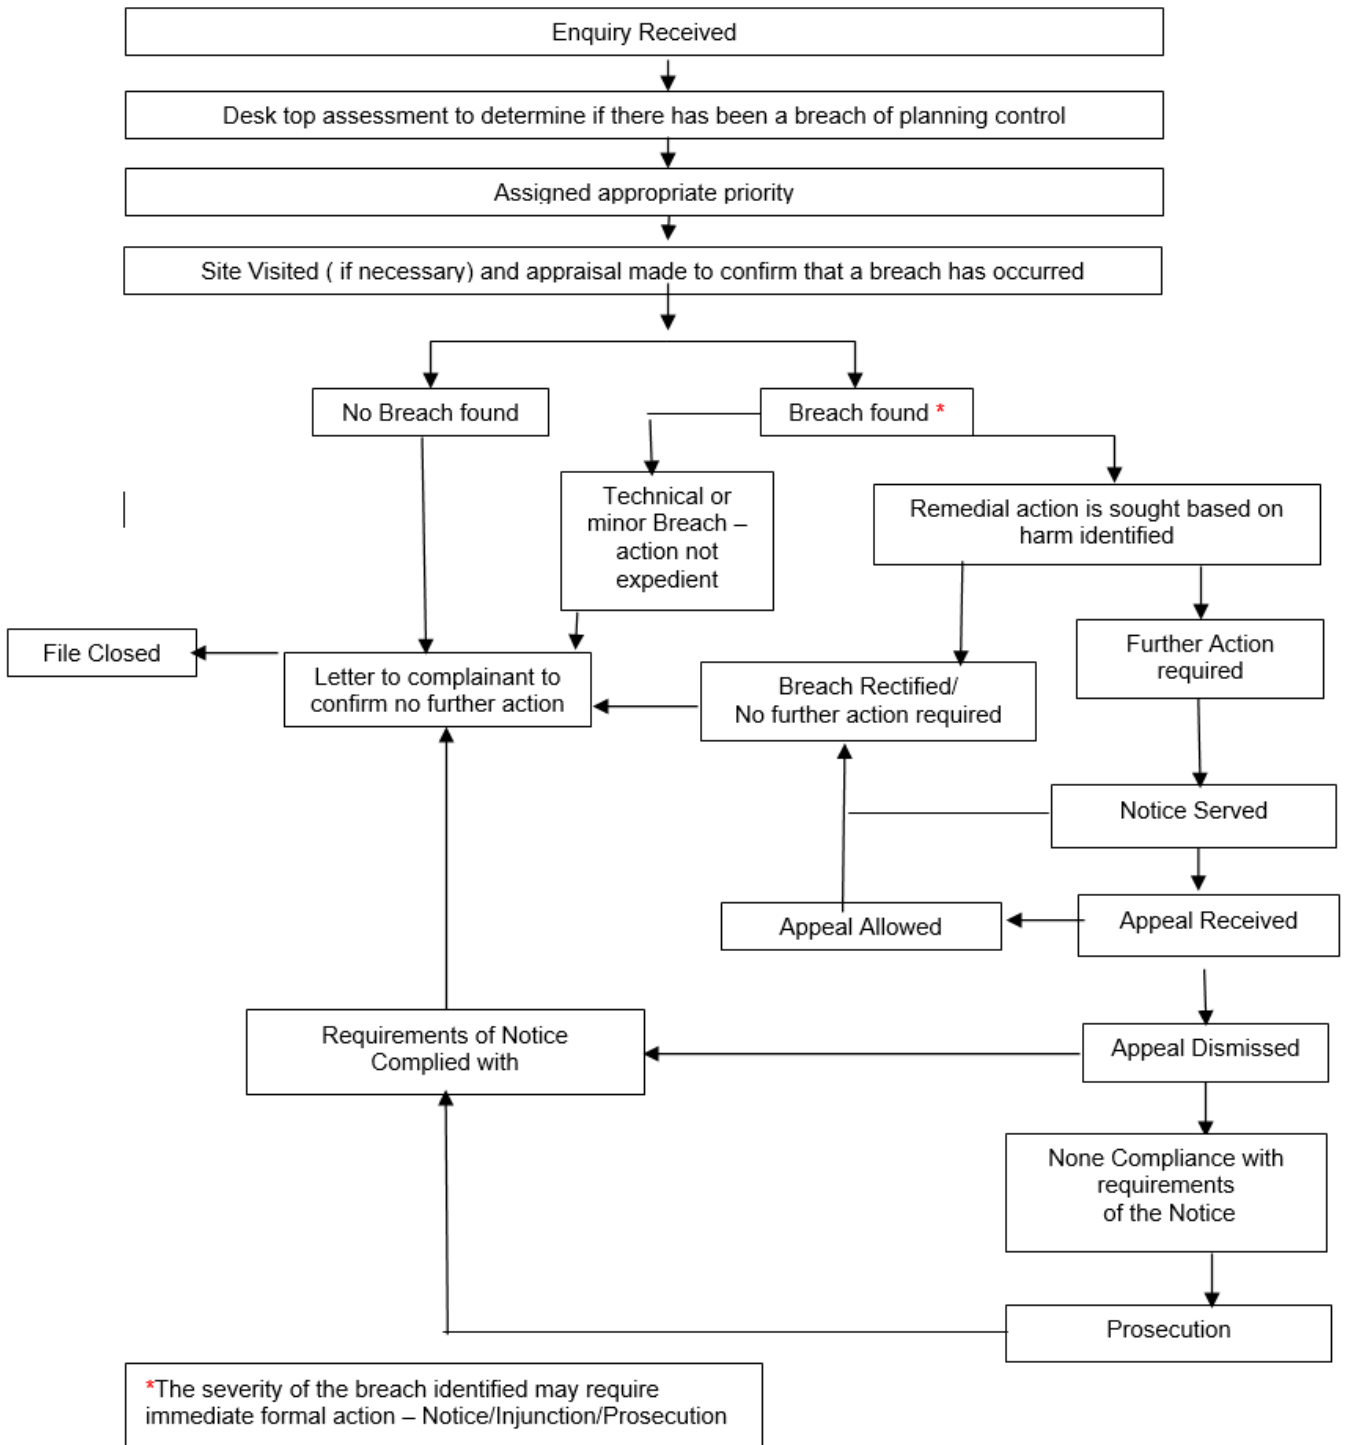 Enquiry Received
Desk top assessment to determine if there has been a breach of planning control
Assigned appropriate priority
Site Visited ( if necessary) and appraisal made to confirm that a breach has occurred
No Breach found
Breach found *
Technical or
minor Breach –
action not
expedient
Remedial action is sought based on
harm identified
File Closed
Letter to complainant to
confirm no further action
Breach Rectified/
No further action required
Further Action
required
Notice Served
Appeal Allowed
Appeal Received
Requirements of Notice
Complied with
Appeal Dismissed
None Compliance with
requirements
of the Notice
Prosecution
*The severity of the breach identified may require
immediate formal action – Notice/Injunction/Prosecution